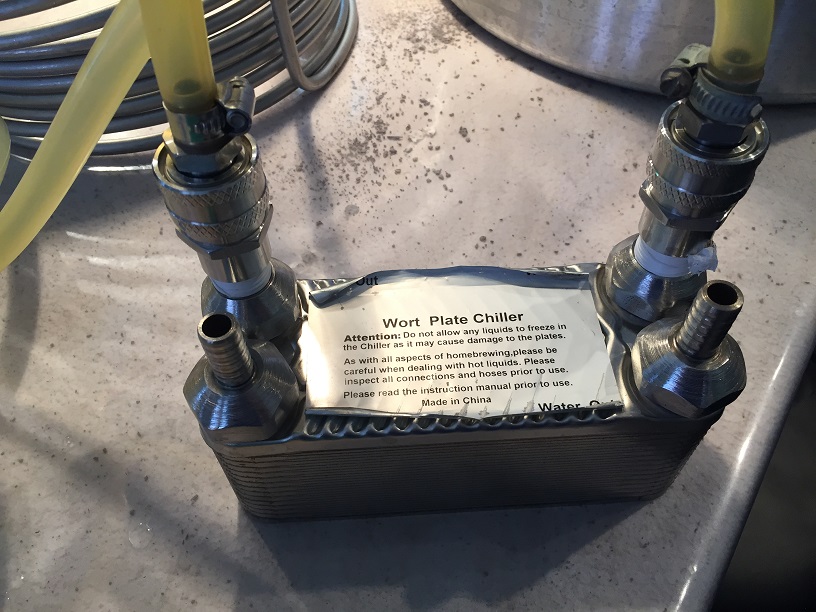 Out
Wort Plate Chiller
Attention: Do not allow any liquids to freeze in
the Chiller as it may cause damage to the plates.
As with all aspects of homebrewing,please be
careful when dealing with hot liquids. Please
inspect all connections and hoses prior to use.
Please read the instruction manual prior to use.
Made in China
Water Out